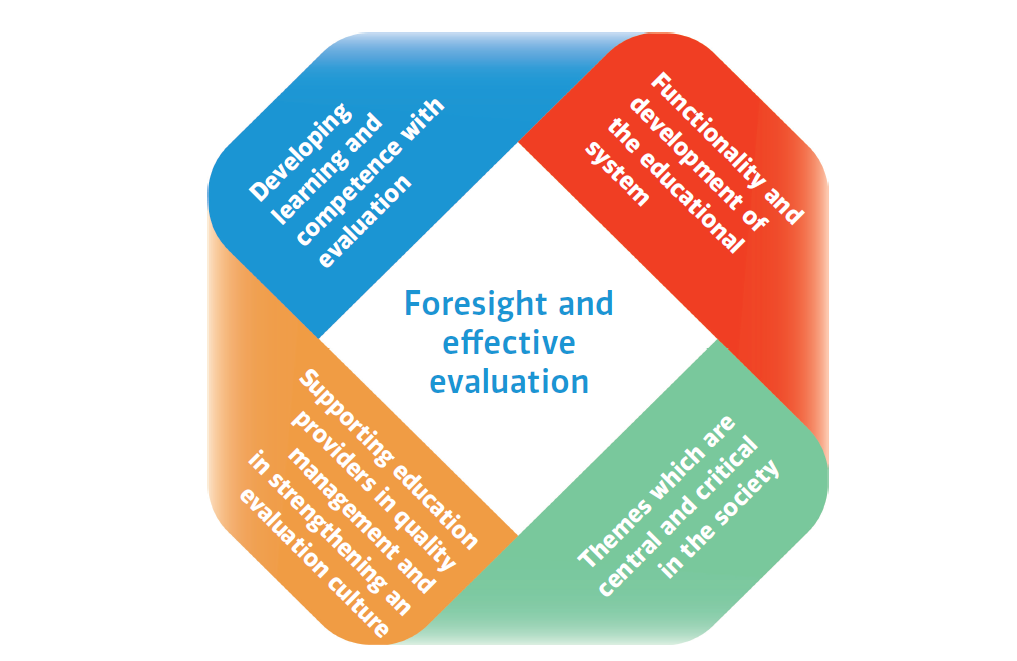 Developing
learning and
competence with
evaluation
Functionality and
development of
the educational
system
Foresight and
effective
evaluation
Supporting education
providers in quality
management and
in strengthening an
evaluation culture
Themes which are
central and critical
in the society